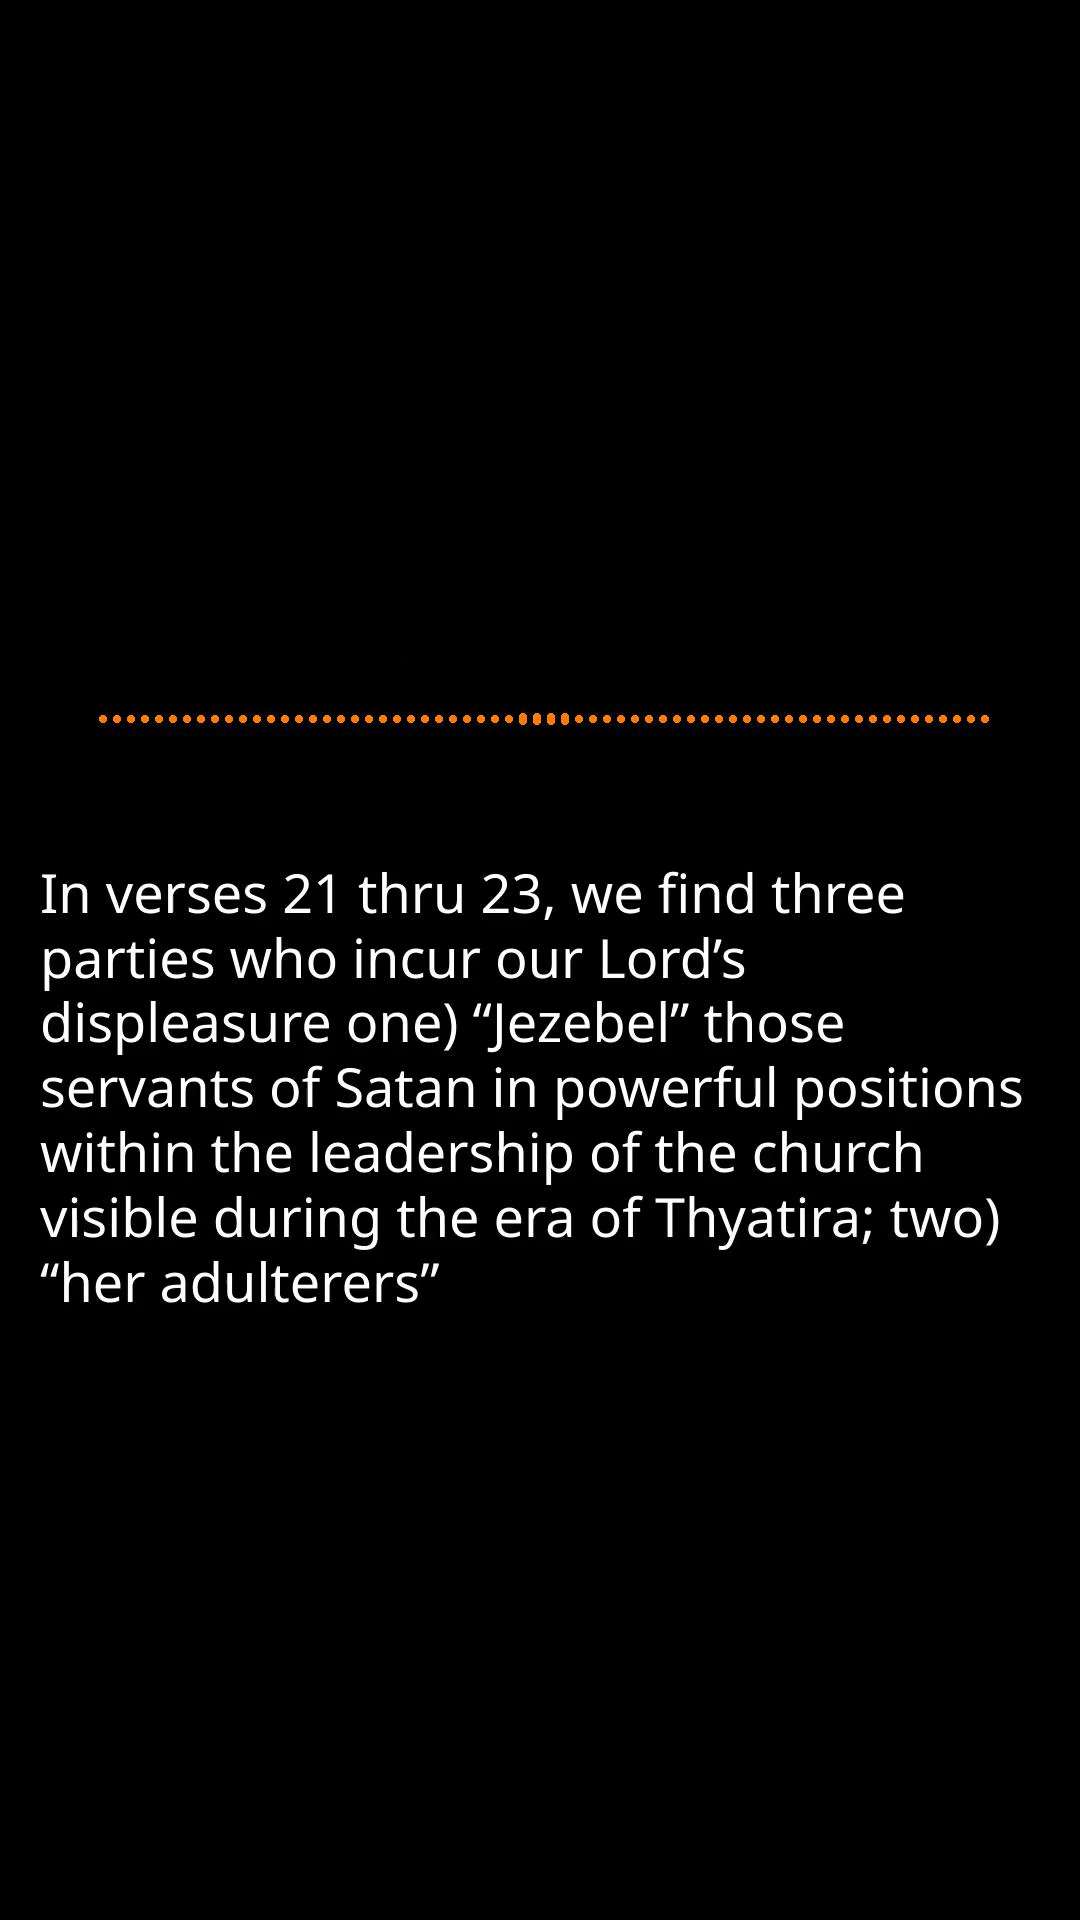 In verses 21 thru 23, we find three
parties who incur our Lord’s
displeasure one) “Jezebel” those
servants of Satan in powerful positions
within the leadership of the church
visible during the era of Thyatira; two)
“her adulterers”